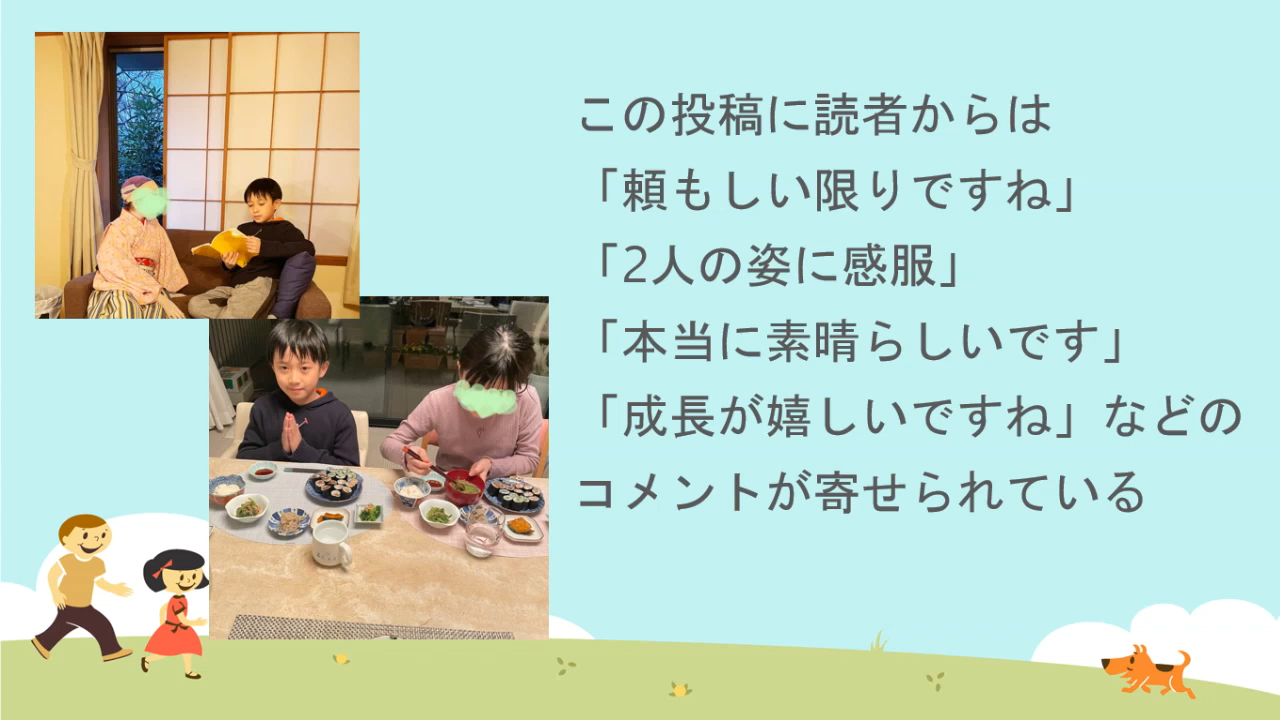 この投稿に読者からは
「頼もしい限りですね」
「2人の姿に感服」
「本当に素晴らしいです」
「成長が嬉しいですね」などの
コメントが寄せられている